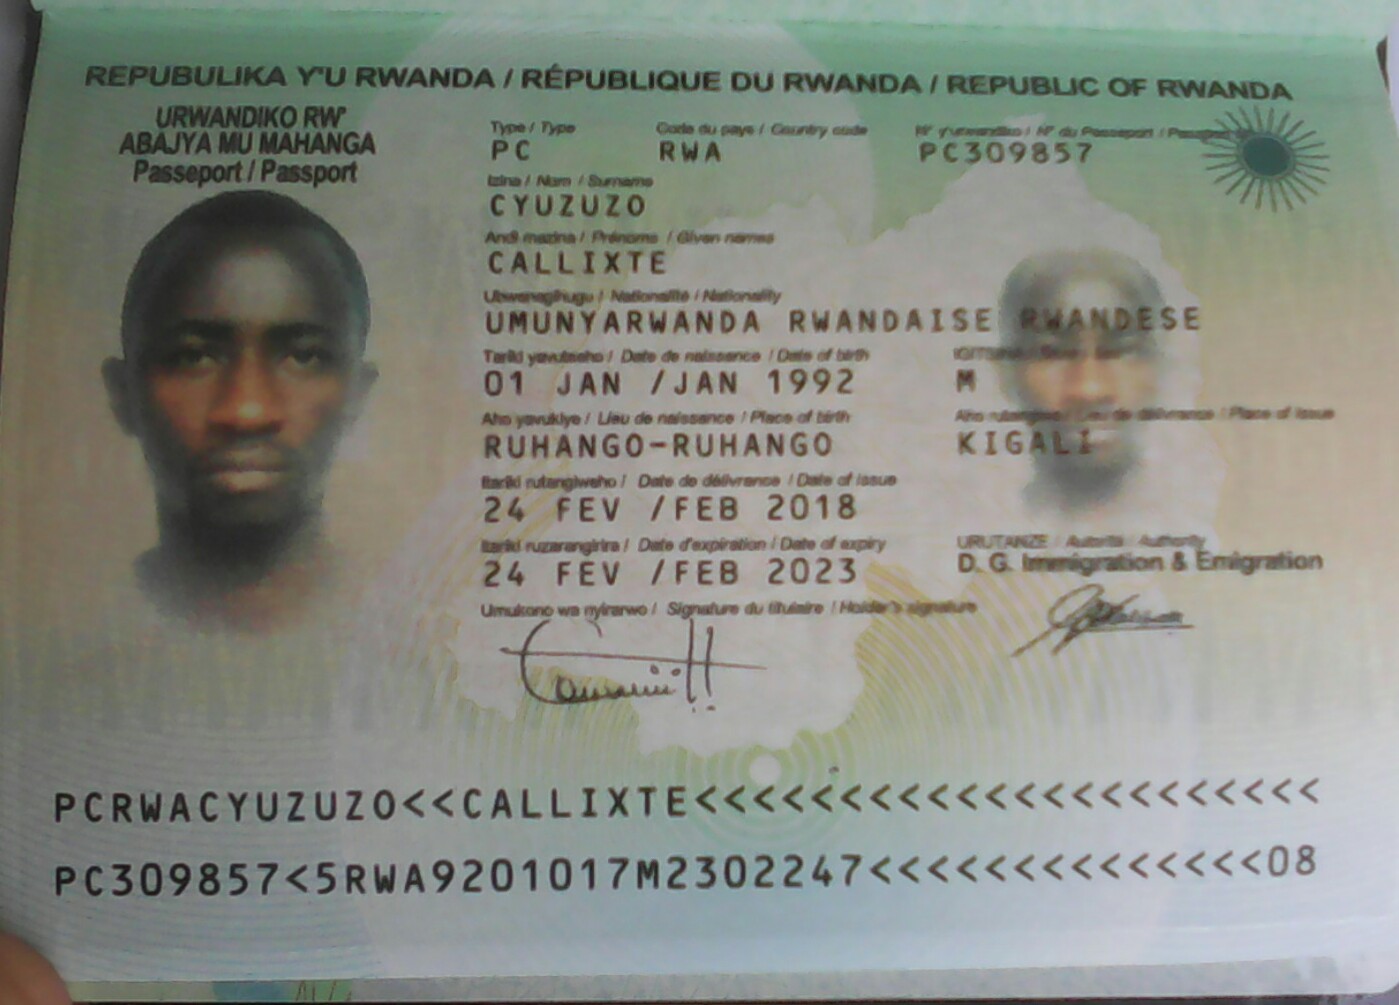 REPUBULIKA Y'U RWANDA / RÉPUBLIQUE DU RWANDA / REPUBLIC OF RWANDA
URWANDIKO RW'
ABAJYA MU MAHANGA
Passeport / Passport
Type / Type Code du pays / Country code N° y'urwandiko / N° du Passeport /
PC RWA PC309857
Izina / Nom / Surname
CYUZUZO
Andi mazina / Prénoms / Given names
CALLIXTE
Ubwenegihugu / Nationalité / Nationality
UMUNYARWANDA RWANDAISE RWANDESE
Tariki yavutseho / Date de naissance / Date of birth
01 JAN /JAN 1992 M
Aho yavukiye / Lieu de naissance / Place of birth Aho rutangiwe / Lieu de délivrance / Place of issue
RUHANGO-RUHANGO KIGALI
Itariki rutangiweho / Date de délivrance / Date of issue
24 FEV /FEB 2018
Itariki ruzarangirira / Date d'expiration / Date of expiry URUTANZE / Autorité / Authority
24 FEV /FEB 2023 D. G. Immigration & Emigration
Umukono wa nyirarwo / Signature du titulaire / Holder's signature
PCRWACYUZUZO<<CALLIXTE<<<<<<<<<<<<<<<<<<<<<<
PC309857<5RWA9201017M2302247<<<<<<<<<<<<<<08